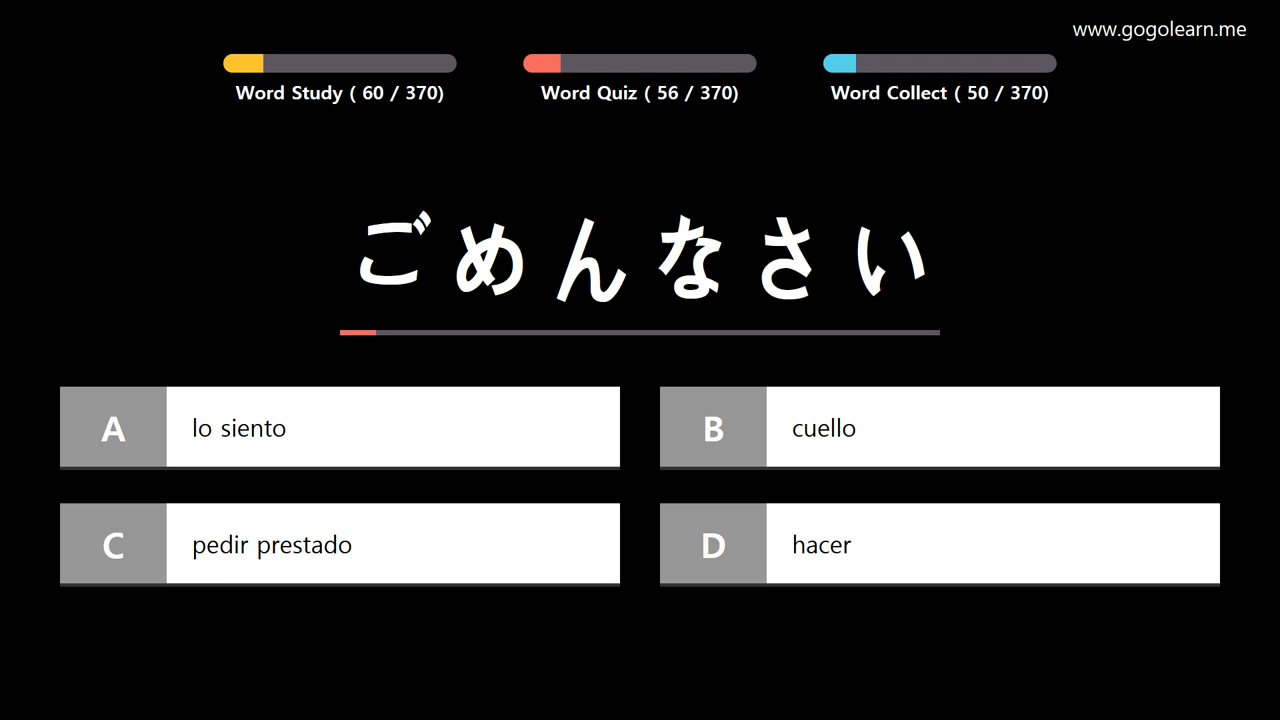 www.gogolearn.me
Word Study ( 60 / 370)
Word Quiz ( 56 / 370)
Word Collect ( 50 / 370)
ごめんなさい
A lo siento
B cuello
C pedir prestado
D hacer